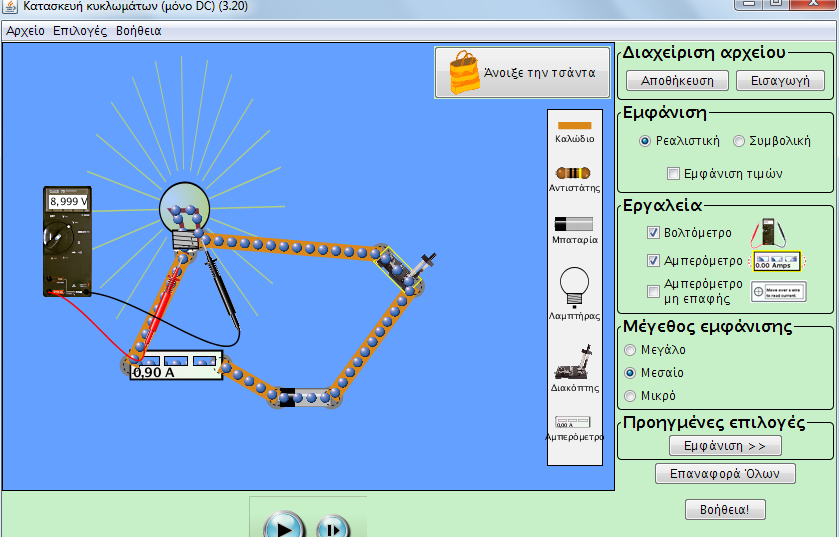 Κατασκευή κυκλωμάτων (μόνο DC) (3.20)
Αρχείο Επιλογές Βοήθεια
Άνοιξε την τσάντα
Καλώδιο
Αντιστάτης
Μπαταρία
Λαμπτήρας
Διακόπτης
0,00 A
Αμπερόμετρο
8,999 V
0,90 A
Διαχείριση αρχείου
Αποθήκευση Εισαγωγή
Εμφάνιση
Ρεαλιστική Συμβολική
Εμφάνιση τιμών
Εργαλεία
Βολτόμετρο
Αμπερόμετρο 0.00 Amps
Αμπερόμετρο
μη επαφής
Move over a wire
to read current.
Μέγεθος εμφάνισης
Μεγάλο
Μεσαίο
Μικρό
Προηγμένες επιλογές
Εμφάνιση >>
Επαναφορά Όλων
Βοήθεια!